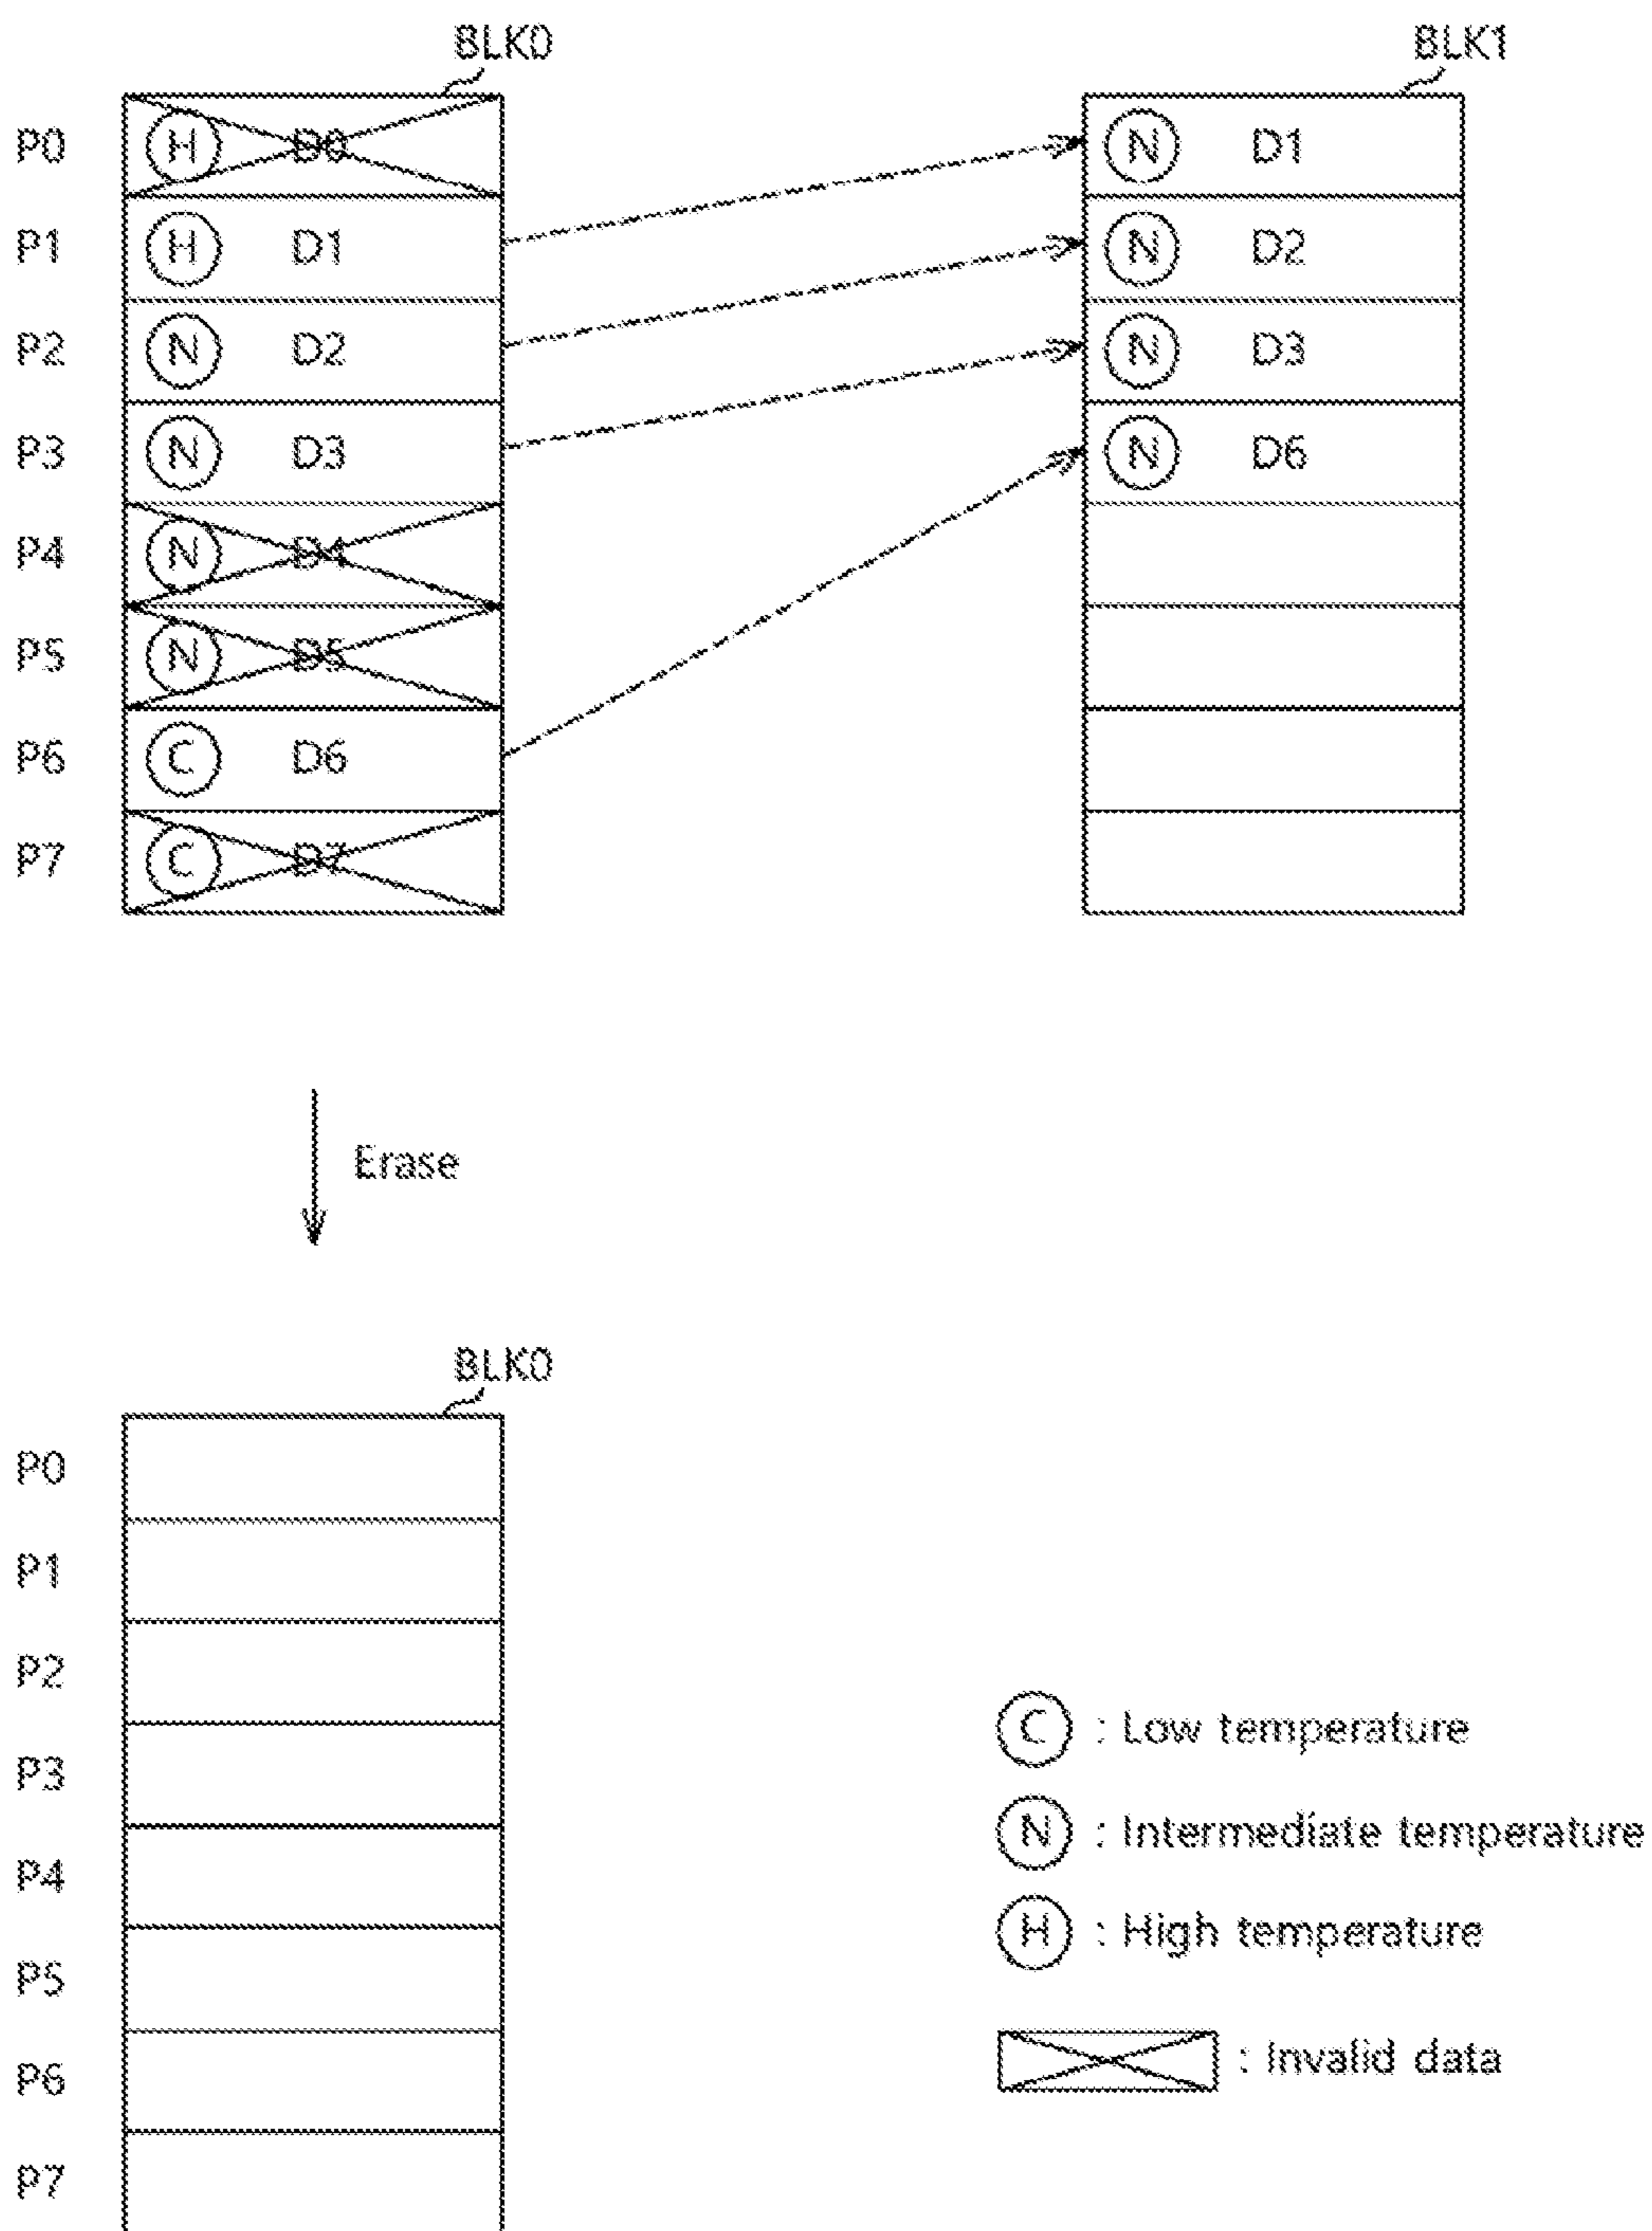 BLK0 BLK1
P0 H D0 N D1
P1 H D1 N D2
P2 N D2 N D3
P3 N D3 N D6
P4 N D4
P5 N D5
P6 C D6
P7 C D7
Erase
BLK0
P0
P1
P2
P3
P4
P5
P6
P7
C : Low temperature
N : Intermediate temperature
H : High temperature
: Invalid data